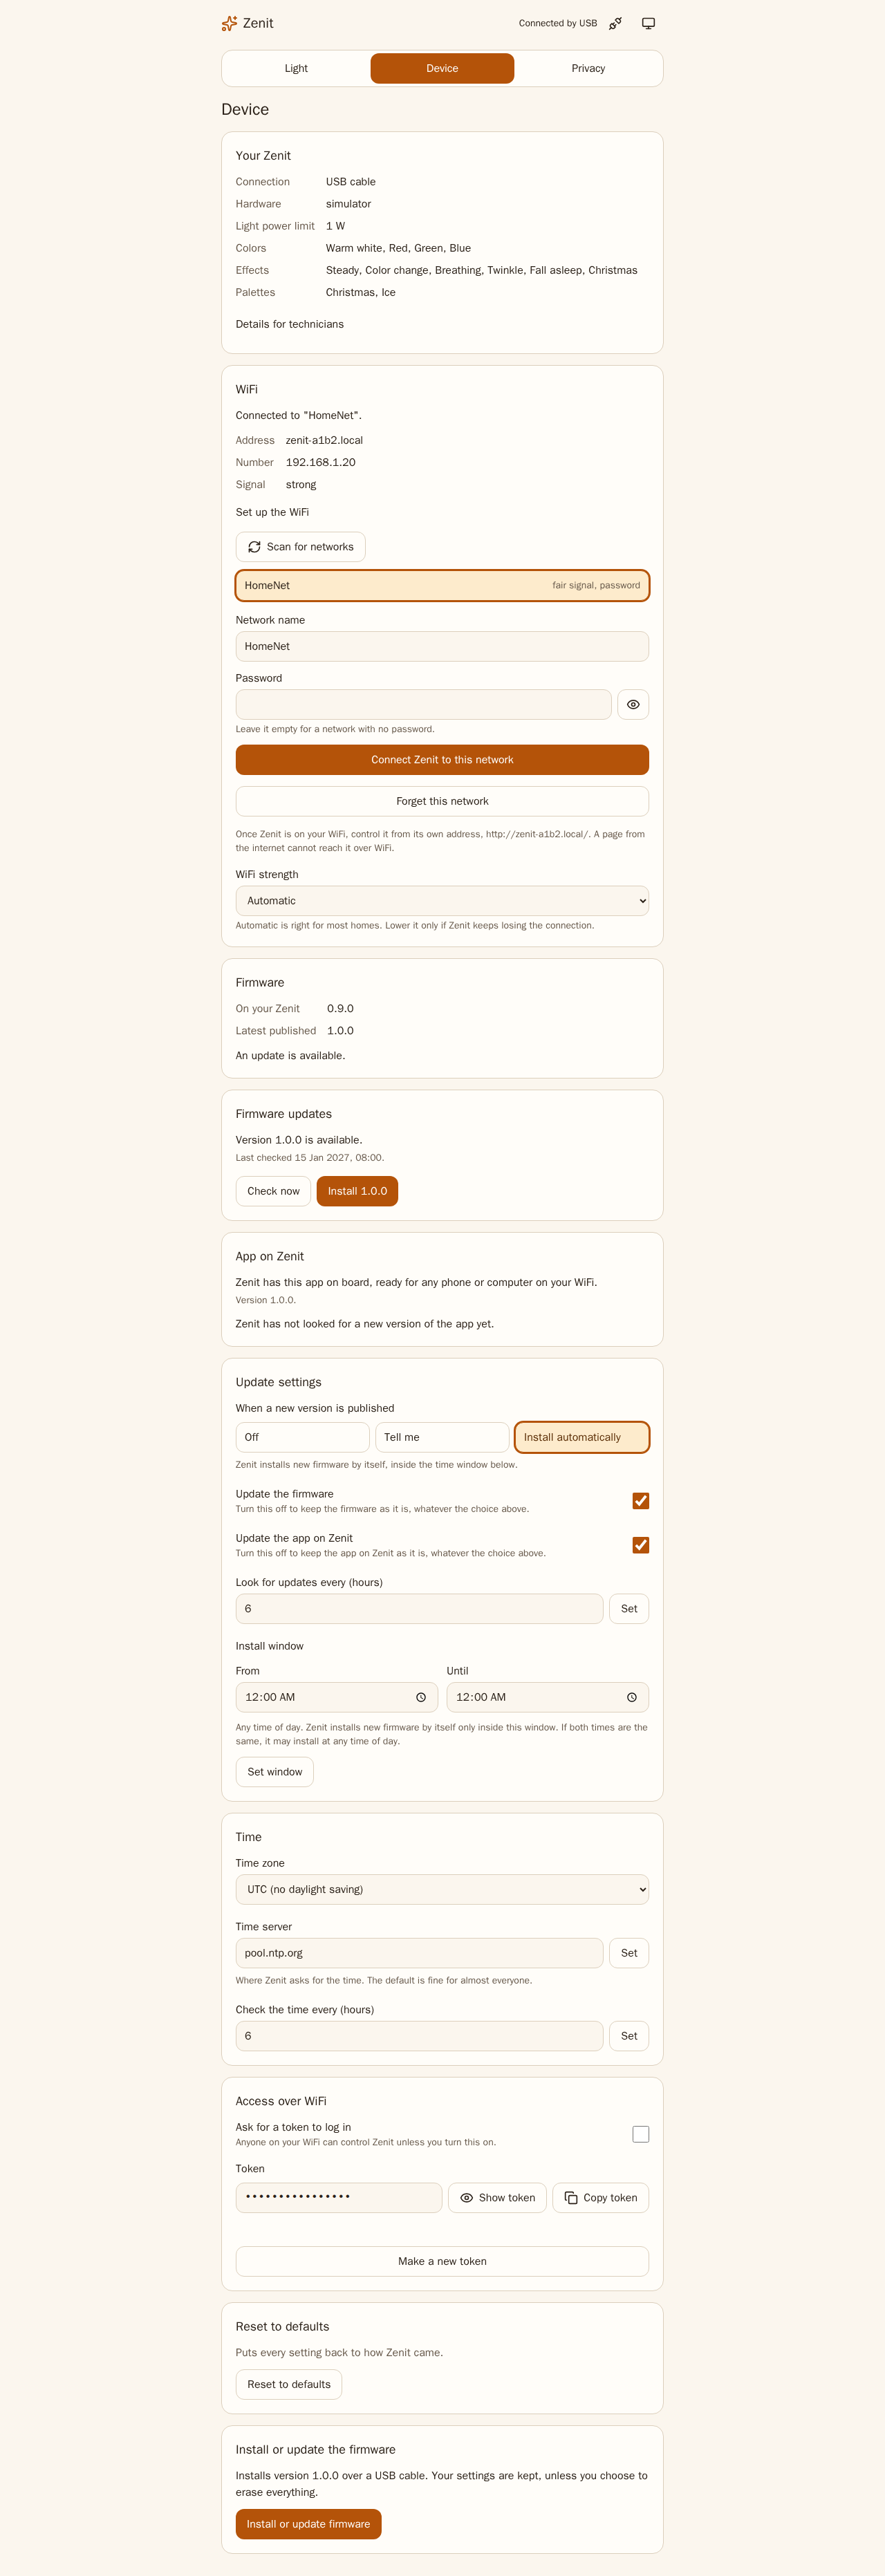 Zenit
Connected by USB
Light
Device
Privacy
Device
Your Zenit
Connection USB cable
Hardware simulator
Light power limit 1 W
Colors Warm white, Red, Green, Blue
Effects Steady, Color change, Breathing, Twinkle, Fall asleep, Christmas
Palettes Christmas, Ice
Details for technicians
WiFi
Connected to "HomeNet".
Address zenit-a1b2.local
Number 192.168.1.20
Signal strong
Set up the WiFi
Scan for networks
HomeNet fair signal, password
Network name
HomeNet
Password
Leave it empty for a network with no password.
Connect Zenit to this network
Forget this network
Once Zenit is on your WiFi, control it from its own address, http://zenit-a1b2.local/. A page from
the internet cannot reach it over WiFi.
WiFi strength
Automatic
Automatic is right for most homes. Lower it only if Zenit keeps losing the connection.
Firmware
On your Zenit 0.9.0
Latest published 1.0.0
An update is available.
Firmware updates
Version 1.0.0 is available.
Last checked 15 Jan 2027, 08:00.
Check now
Install 1.0.0
App on Zenit
Zenit has this app on board, ready for any phone or computer on your WiFi.
Version 1.0.0.
Zenit has not looked for a new version of the app yet.
Update settings
When a new version is published
Off
Tell me
Install automatically
Zenit installs new firmware by itself, inside the time window below.
Update the firmware
Turn this off to keep the firmware as it is, whatever the choice above.
Update the app on Zenit
Turn this off to keep the app on Zenit as it is, whatever the choice above.
Look for updates every (hours)
6
Set
Install window
From
Until
12:00 AM
12:00 AM
Any time of day. Zenit installs new firmware by itself only inside this window. If both times are the
same, it may install at any time of day.
Set window
Time
Time zone
UTC (no daylight saving)
Time server
pool.ntp.org
Set
Where Zenit asks for the time. The default is fine for almost everyone.
Check the time every (hours)
6
Set
Access over WiFi
Ask for a token to log in
Anyone on your WiFi can control Zenit unless you turn this on.
Token
••••••••••••••••
Show token
Copy token
Make a new token
Reset to defaults
Puts every setting back to how Zenit came.
Reset to defaults
Install or update the firmware
Installs version 1.0.0 over a USB cable. Your settings are kept, unless you choose to
erase everything.
Install or update firmware